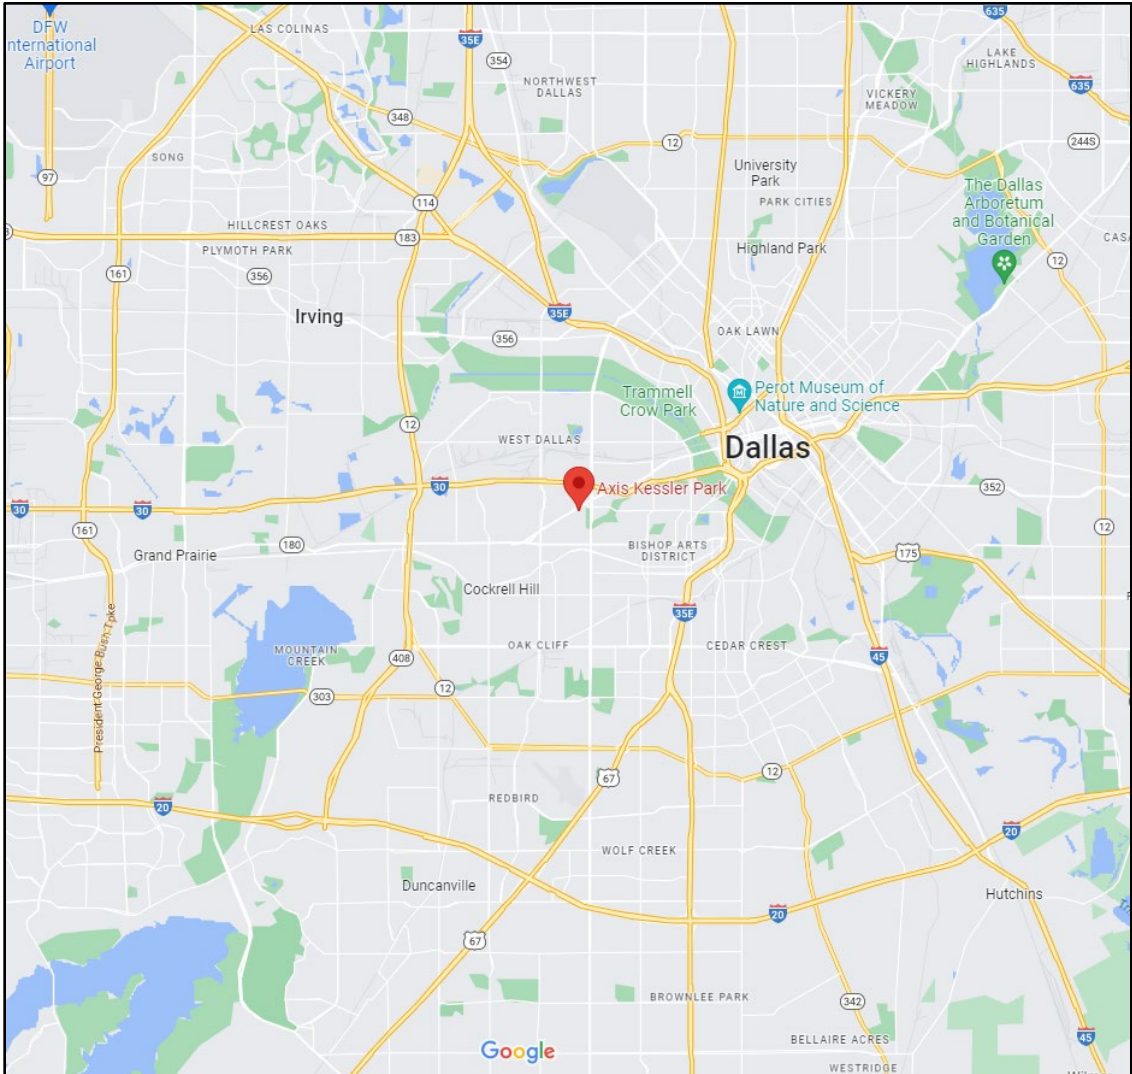 DFW
nternational
Airport
LAS COLINAS
35E
635
354
LAKE
HIGHLANDS
NORTHWEST
DALLAS
635
VICKERY
MEADOW
348
12
244S
SONG
97
University
Park
The Dallas
Arboretum
and Botanical
Garden
114
PARK CITIES
HILLCREST OAKS
183
PLYMOTH PARK
Highland Park
CASA
161
356
12
Irving
35E
OAK LAWN
356
Trammell
Crow Park
Perot Museum of
Nature and Science
12
WEST DALLAS
Dallas
30
Axis Kessler Park
352
30
30
161
12
Grand Prairie
180
BISHOP ARTS
DISTRICT
175
Cockrell Hill
35E
President George Bush Tpke
MOUNTAIN
CREEK
OAK CLIFF
CEDAR CREST
408
45
303
12
67
12
20
REDBIRD
20
WOLF CREEK
Duncanville
Hutchins
20
67
BROWNLEE PARK
342
BELLAIRE ACRES
45
Google
WESTRIDGE